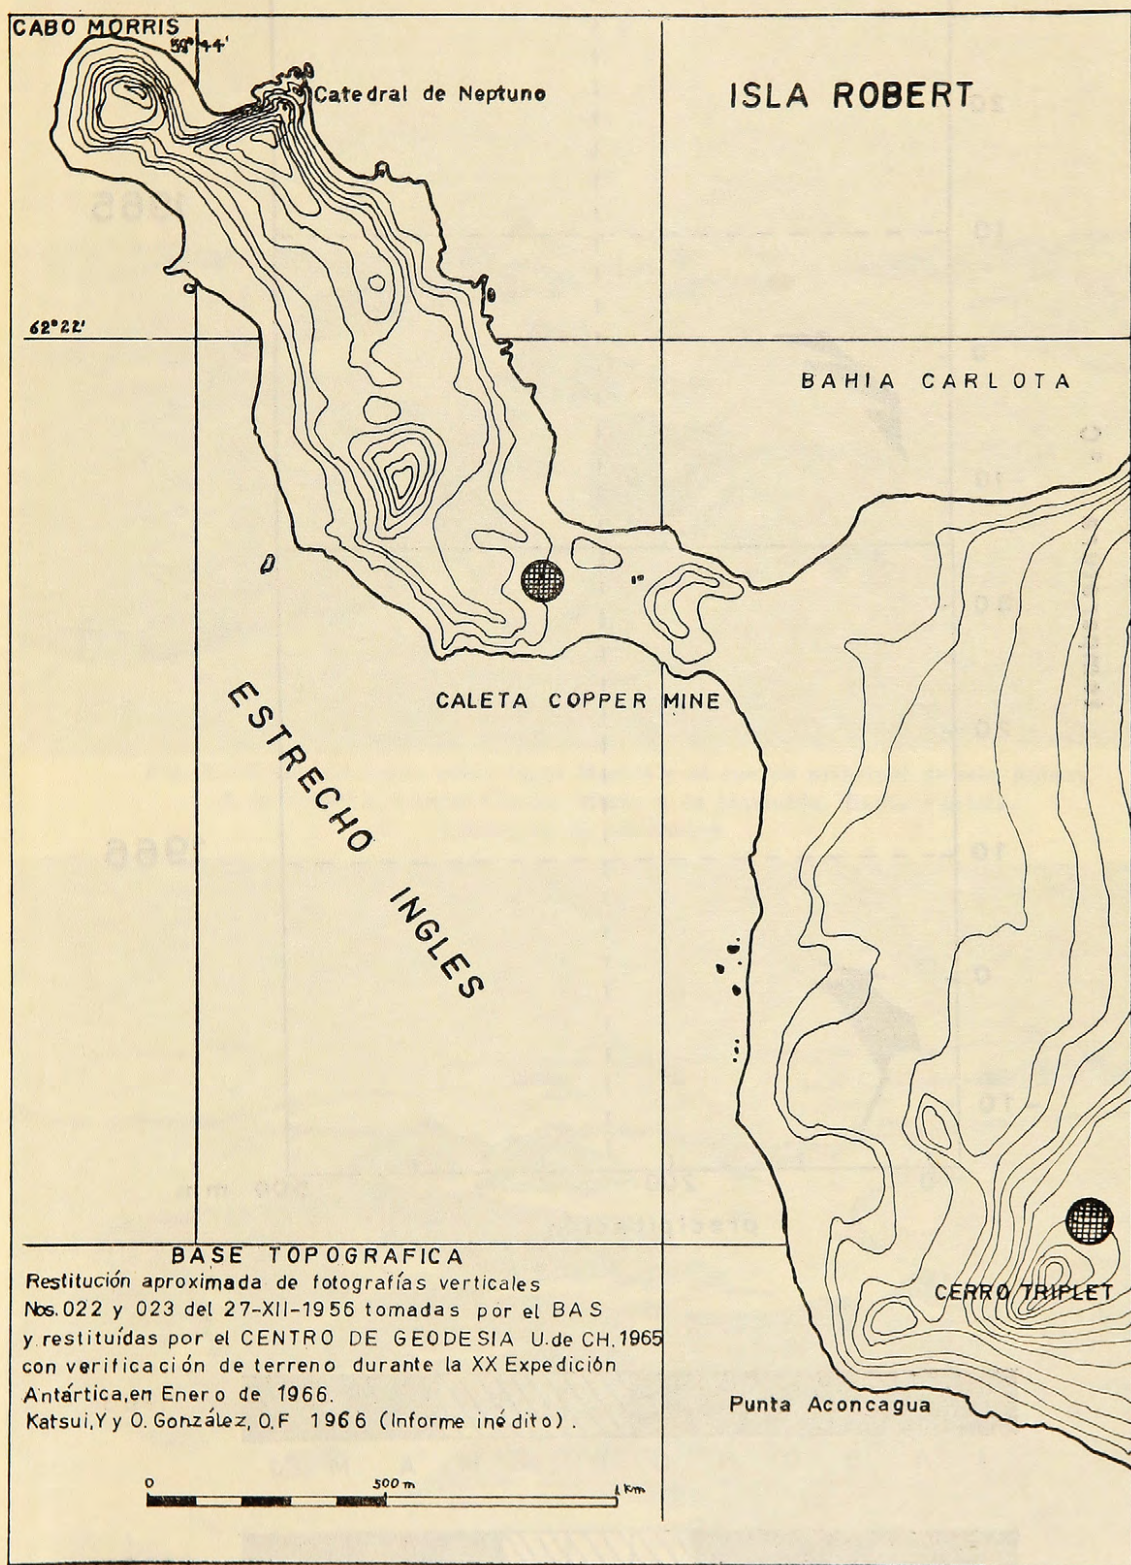 CABO MORRIS
59° 44'
Catedral de Neptuno
ISLA ROBERT
62° 22'
BAHIA CARLOTA
CALETA COPPER MINE
ESTRECHO INGLES
BASE TOPOGRAFICA
Restitución aproximada de fotografías verticales
Nos. 022 y 023 del 27-XII-1956 tomadas por el BAS
y restituídas por el CENTRO DE GEODESIA U. de CH. 1965
con verificación de terreno durante la XX Expedición
Antártica, en Enero de 1966.
Katsui, Y y O. González, O.F 1966 (Informe inédito).
CERRO TRIPLET
Punta Aconcagua
0 500 m 1 Km